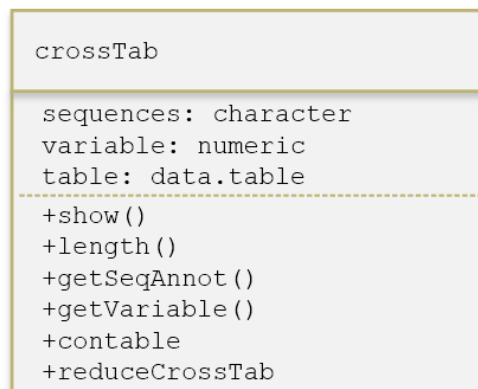 crossTab
sequences: character
variable: numeric
table: data.table
+show()
+length()
+getSeqAnnot()
+getVariable()
+contable
+reduceCrossTab